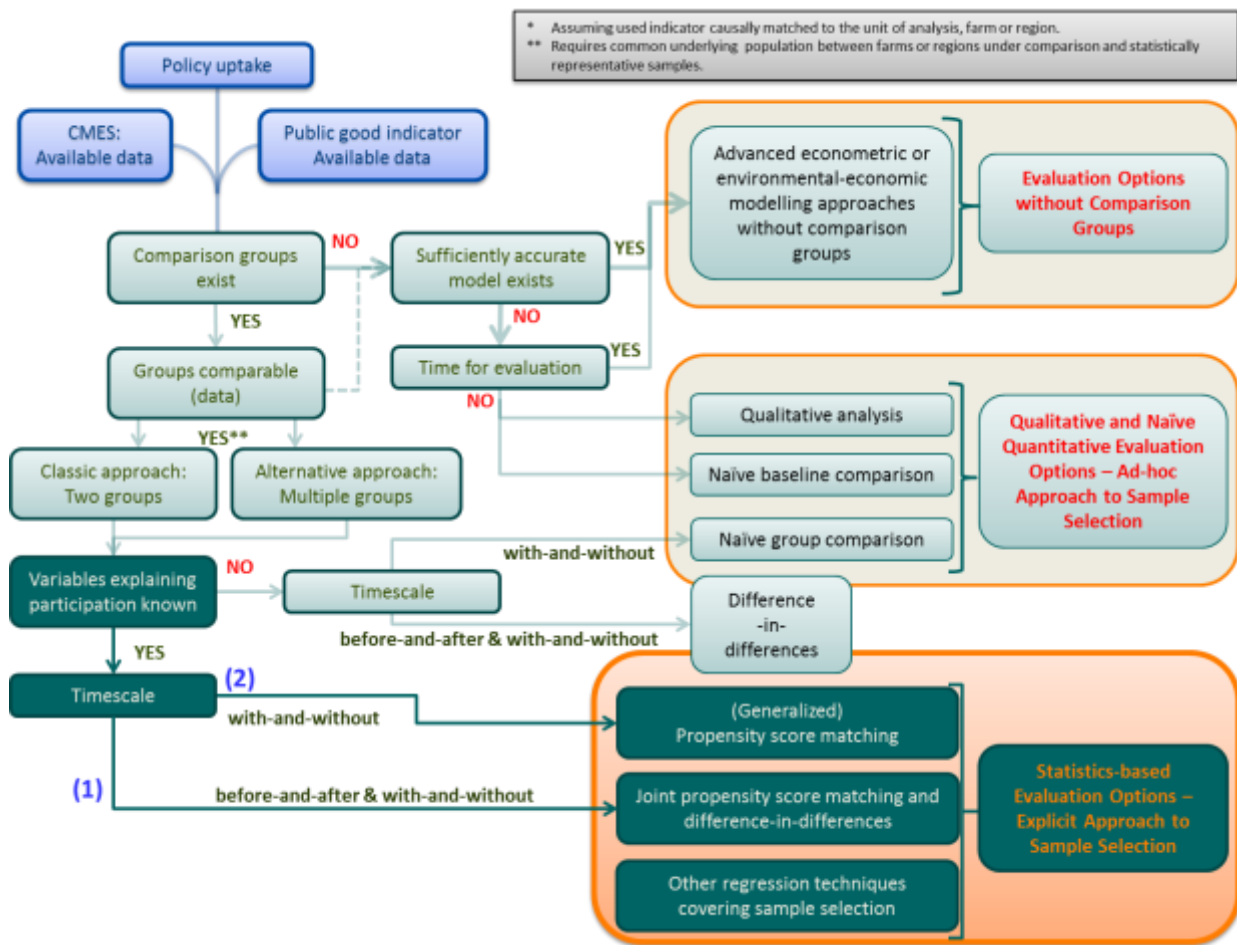 * Assuming used indicator causally matched to the unit of analysis, farm or region.
** Requires common underlying population between farms or regions under comparison and statistically
representative samples.
Policy uptake
CMES:
Available data
Public good indicator
Available data
Comparison groups
exist
NO
Sufficiently accurate
model exists
YES
Advanced econometric or
environmental-economic
modelling approaches
without comparison
groups
Evaluation Options
without Comparison
Groups
YES
NO
Groups comparable
(data)
Time for evaluation
YES
NO
YES**
Classic approach:
Two groups
Alternative approach:
Multiple groups
Qualitative analysis
Naïve baseline comparison
Naïve group comparison
Qualitative and Naïve
Quantitative Evaluation
Options – Ad-hoc
Approach to Sample
Selection
Variables explaining
participation known
NO
Timescale
with-and-without
before-and-after & with-and-without
Difference
-in-
differences
YES
Timescale
(2)
with-and-without
(1)
before-and-after & with-and-without
(Generalized)
Propensity score matching
Joint propensity score matching and
difference-in-differences
Other regression techniques
covering sample selection
Statistics-based
Evaluation Options –
Explicit Approach to
Sample Selection